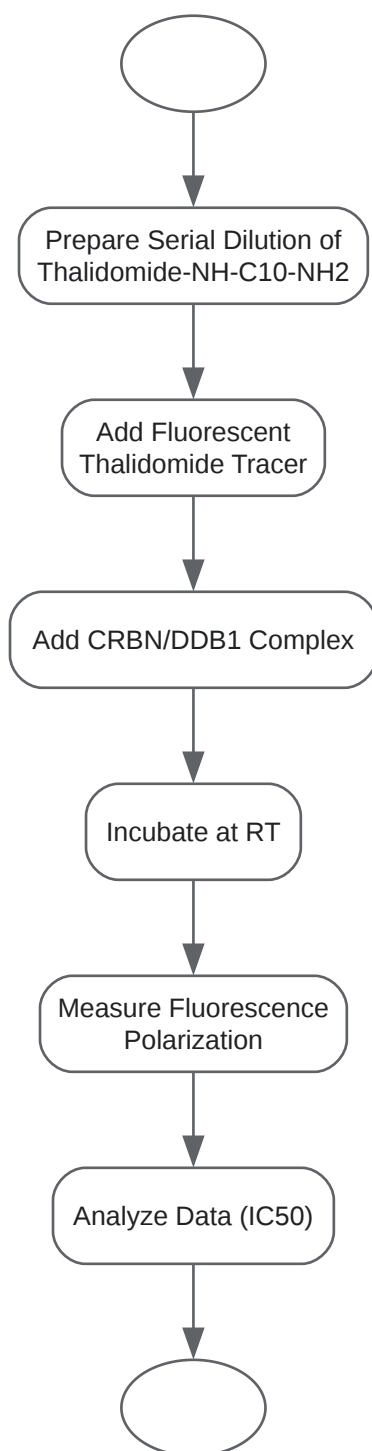 Prepare Serial Dilution of
Thalidomide-NH-C10-NH2
Add Fluorescent
Thalidomide Tracer
Add CRBN/DDB1 Complex
Incubate at RT
Measure Fluorescence
Polarization
Analyze Data (IC50)